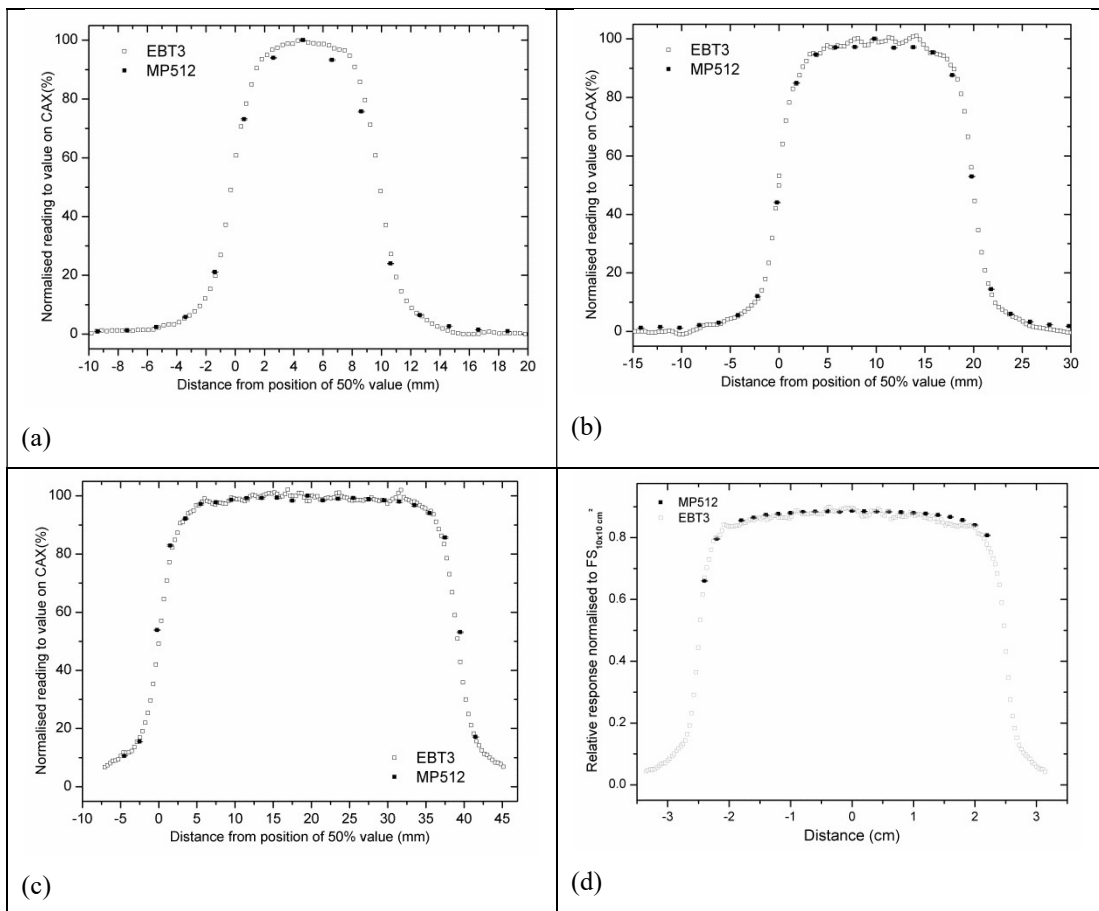 100
80
60
40
20
0
Normalised reading to value on CAX(%)
EBT3
MP512
-10 -8 -6 -4 -2 0 2 4 6 8 10 12 14 16 18 20
Distance from position of 50% value (mm)
(a)
100
80
60
40
20
0
Normalised reading to value on CAX(%)
EBT3
MP512
-15 -10 -5 0 5 10 15 20 25 30
Distance from position of 50% value (mm)
(b)
100
80
60
40
20
0
Normalised reading to value on CAX(%)
EBT3
MP512
-5 0 5 10 15 20 25 30 35 40 45
Distance from position of 50% value (mm)
(c)
0.8
0.6
0.4
0.2
0.0
Relative response normalised to FS10x10 cm²
MP512
EBT3
-3 -2 -1 0 1 2 3
Distance (cm)
(d)